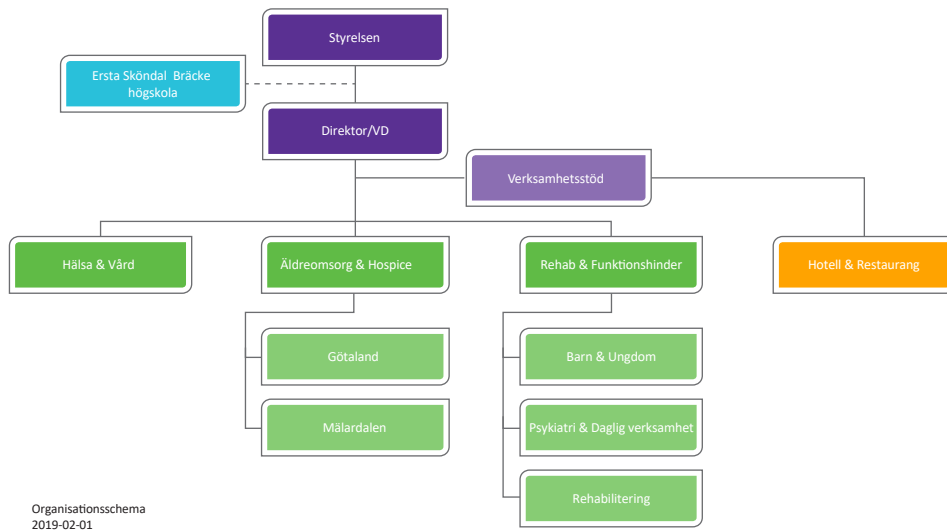 Styrelsen
Ersta Sköndal Bräcke
högskola
Direktor/VD
Verksamhetsstöd
Hälsa & Vård
Äldreomsorg & Hospice
Rehab & Funktionshinder
Hotell & Restaurang
Götaland
Barn & Ungdom
Mälardalen
Psykiatri & Daglig verksamhet
Rehabilitering
Organisationsschema
2019-02-01